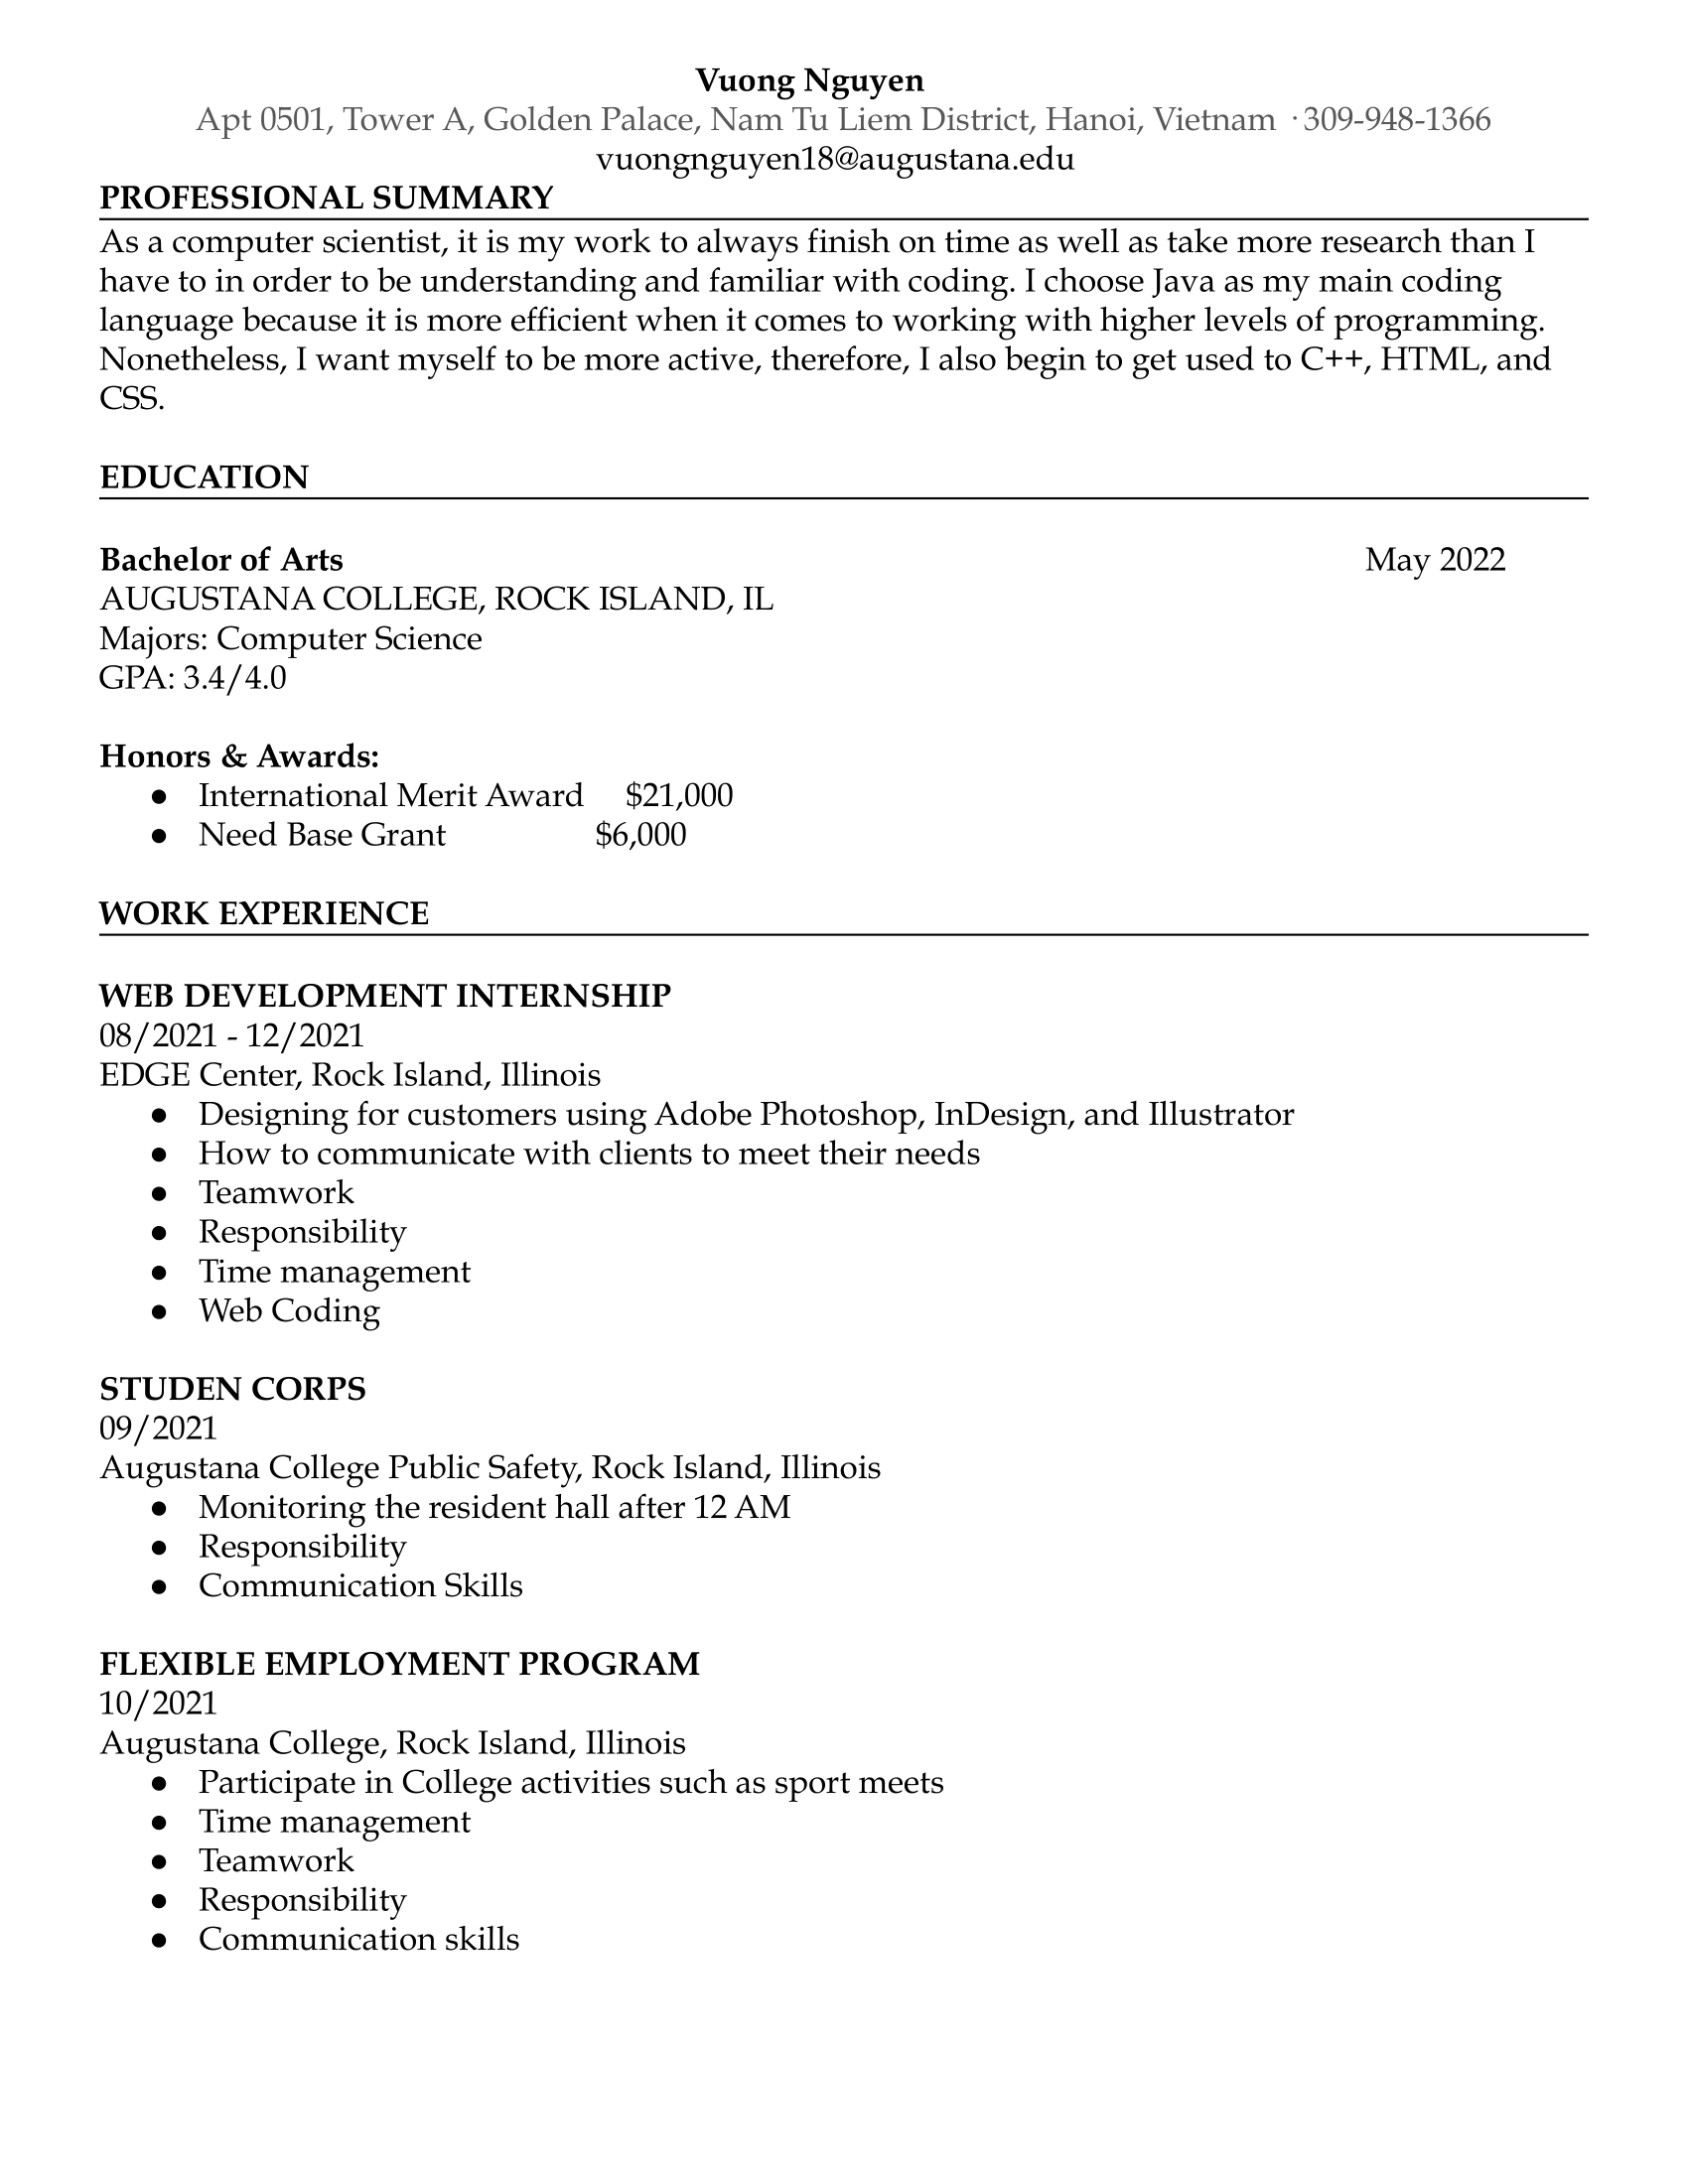 Vuong Nguyen
Apt 0501, Tower A, Golden Palace, Nam Tu Liem District, Hanoi, Vietnam · 309-948-1366
vuongnguyen18@augustana.edu
PROFESSIONAL SUMMARY
As a computer scientist, it is my work to always finish on time as well as take more research than I
have to in order to be understanding and familiar with coding. I choose Java as my main coding
language because it is more efficient when it comes to working with higher levels of programming.
Nonetheless, I want myself to be more active, therefore, I also begin to get used to C++, HTML, and
CSS.
EDUCATION
Bachelor of Arts May 2022
AUGUSTANA COLLEGE, ROCK ISLAND, IL
Majors: Computer Science
GPA: 3.4/4.0
Honors & Awards:
● International Merit Award $21,000
● Need Base Grant $6,000
WORK EXPERIENCE
WEB DEVELOPMENT INTERNSHIP
08/2021 - 12/2021
EDGE Center, Rock Island, Illinois
● Designing for customers using Adobe Photoshop, InDesign, and Illustrator
● How to communicate with clients to meet their needs
● Teamwork
● Responsibility
● Time management
● Web Coding
STUDEN CORPS
09/2021
Augustana College Public Safety, Rock Island, Illinois
● Monitoring the resident hall after 12 AM
● Responsibility
● Communication Skills
FLEXIBLE EMPLOYMENT PROGRAM
10/2021
Augustana College, Rock Island, Illinois
● Participate in College activities such as sport meets
● Time management
● Teamwork
● Responsibility
● Communication skills